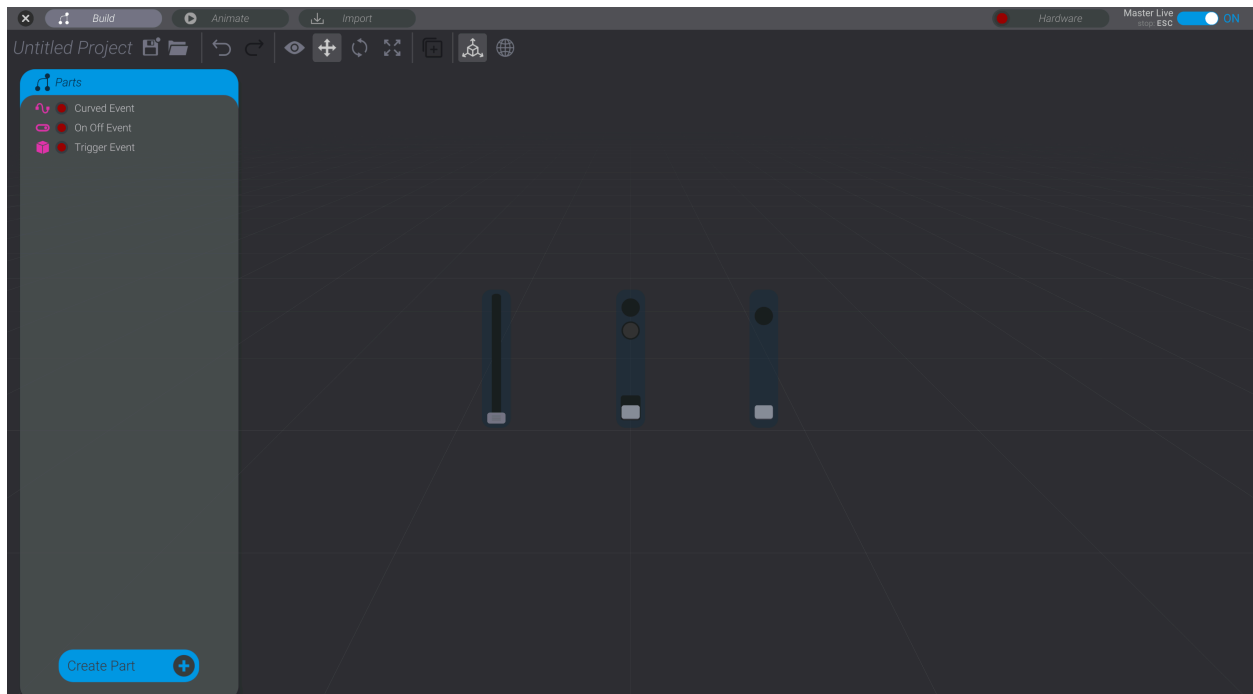 Build
Animate
Import
Hardware
Master Live
stop: ESC
ON
Untitled Project
Parts
Curved Event
On Off Event
Trigger Event
Create Part